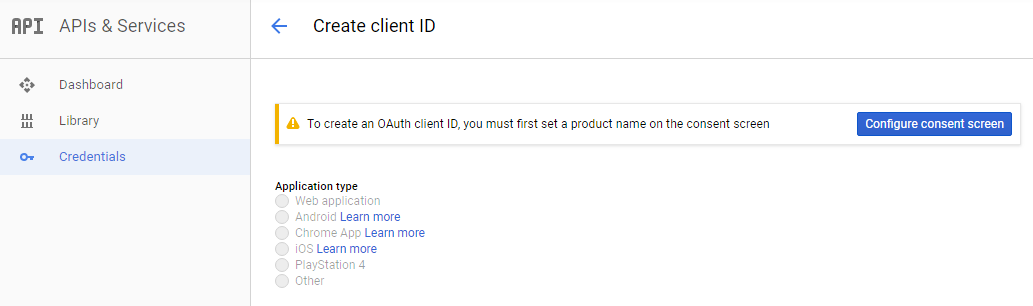 API APIs & Services
Create client ID
Dashboard
Library
Credentials
To create an OAuth client ID, you must first set a product name on the consent screen
Configure consent screen
Application type
Web application
Android Learn more
Chrome App Learn more
iOS Learn more
PlayStation 4
Other